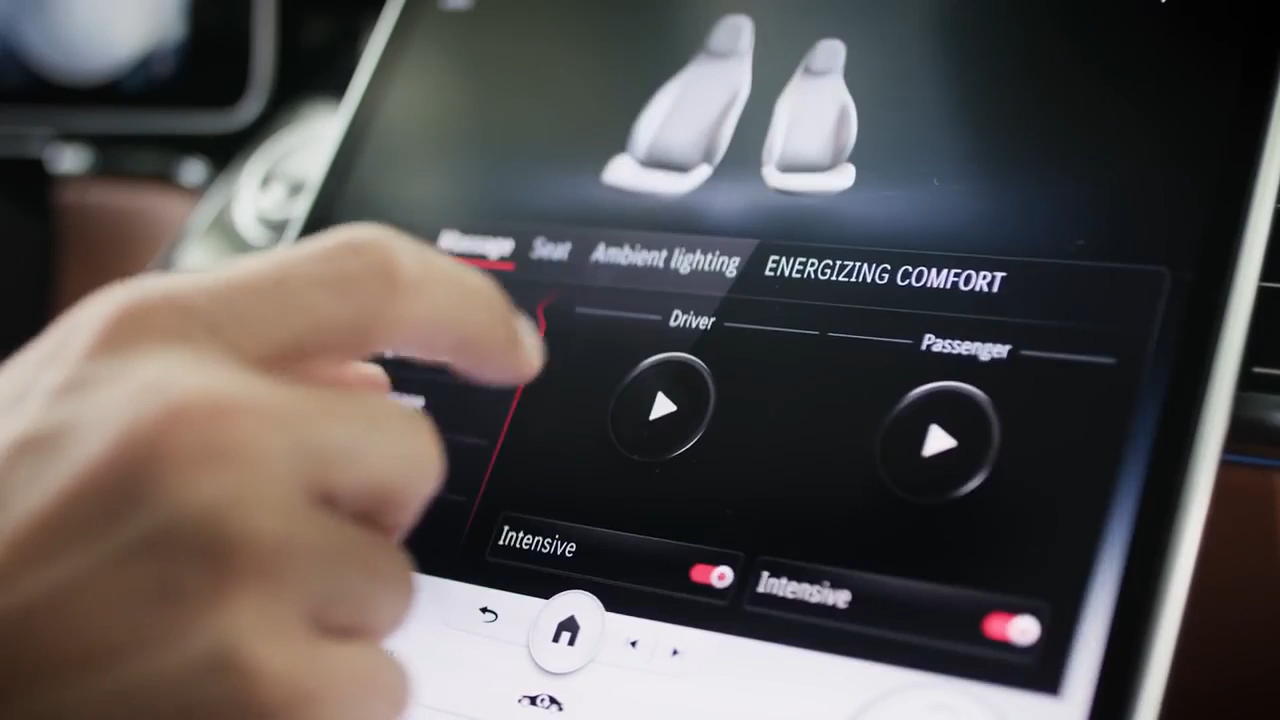 Massage Seat Ambient lighting ENERGIZING COMFORT
Driver
Passenger
Intensive
Intensive